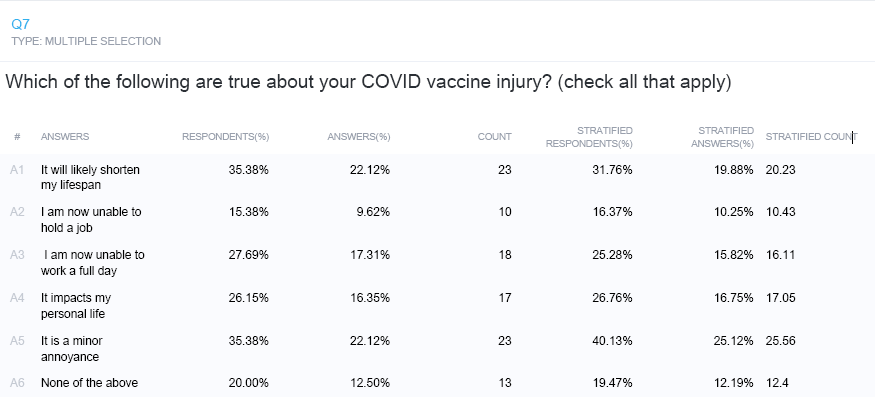 Q7
TYPE: MULTIPLE SELECTION
Which of the following are true about your COVID vaccine injury? (check all that apply)
# ANSWERS RESPONDENTS(%) ANSWERS(%) COUNT STRATIFIED RESPONDENTS(%) STRATIFIED ANSWERS(%) STRATIFIED COUNT
A1 It will likely shorten 35.38% 22.12% 23 31.76% 19.88% 20.23
my lifespan
A2 I am now unable to 15.38% 9.62% 10 16.37% 10.25% 10.43
hold a job
A3 I am now unable to 27.69% 17.31% 18 25.28% 15.82% 16.11
work a full day
A4 It impacts my 26.15% 16.35% 17 26.76% 16.75% 17.05
personal life
A5 It is a minor 35.38% 22.12% 23 40.13% 25.12% 25.56
annoyance
A6 None of the above 20.00% 12.50% 13 19.47% 12.19% 12.4